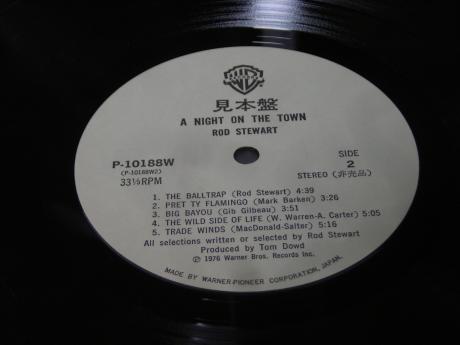 WB
見本盤
A NIGHT ON THE TOWN
ROD STEWART
P-10188W
(P-10188W2)
33⅓RPM
SIDE
2
STEREO (非売品)
1. THE BALLTRAP (Rod Stewart) 4:39
2. PRET TY FLAMINGO (Mark Barken) 3:26
3. BIG BAYOU (Gib Gilbeau) 3:51
4. THE WILD SIDE OF LIFE (W. Warren-A. Carter) 5:05
5. TRADE WINDS (MacDonald-Salter) 5:16
All selections written or selected by Rod Stewart
Produced by Tom Dowd
Ⓟ 1976 Warner Bros. Records Inc.
MADE BY WARNER-PIONEER CORPORATION, JAPAN.